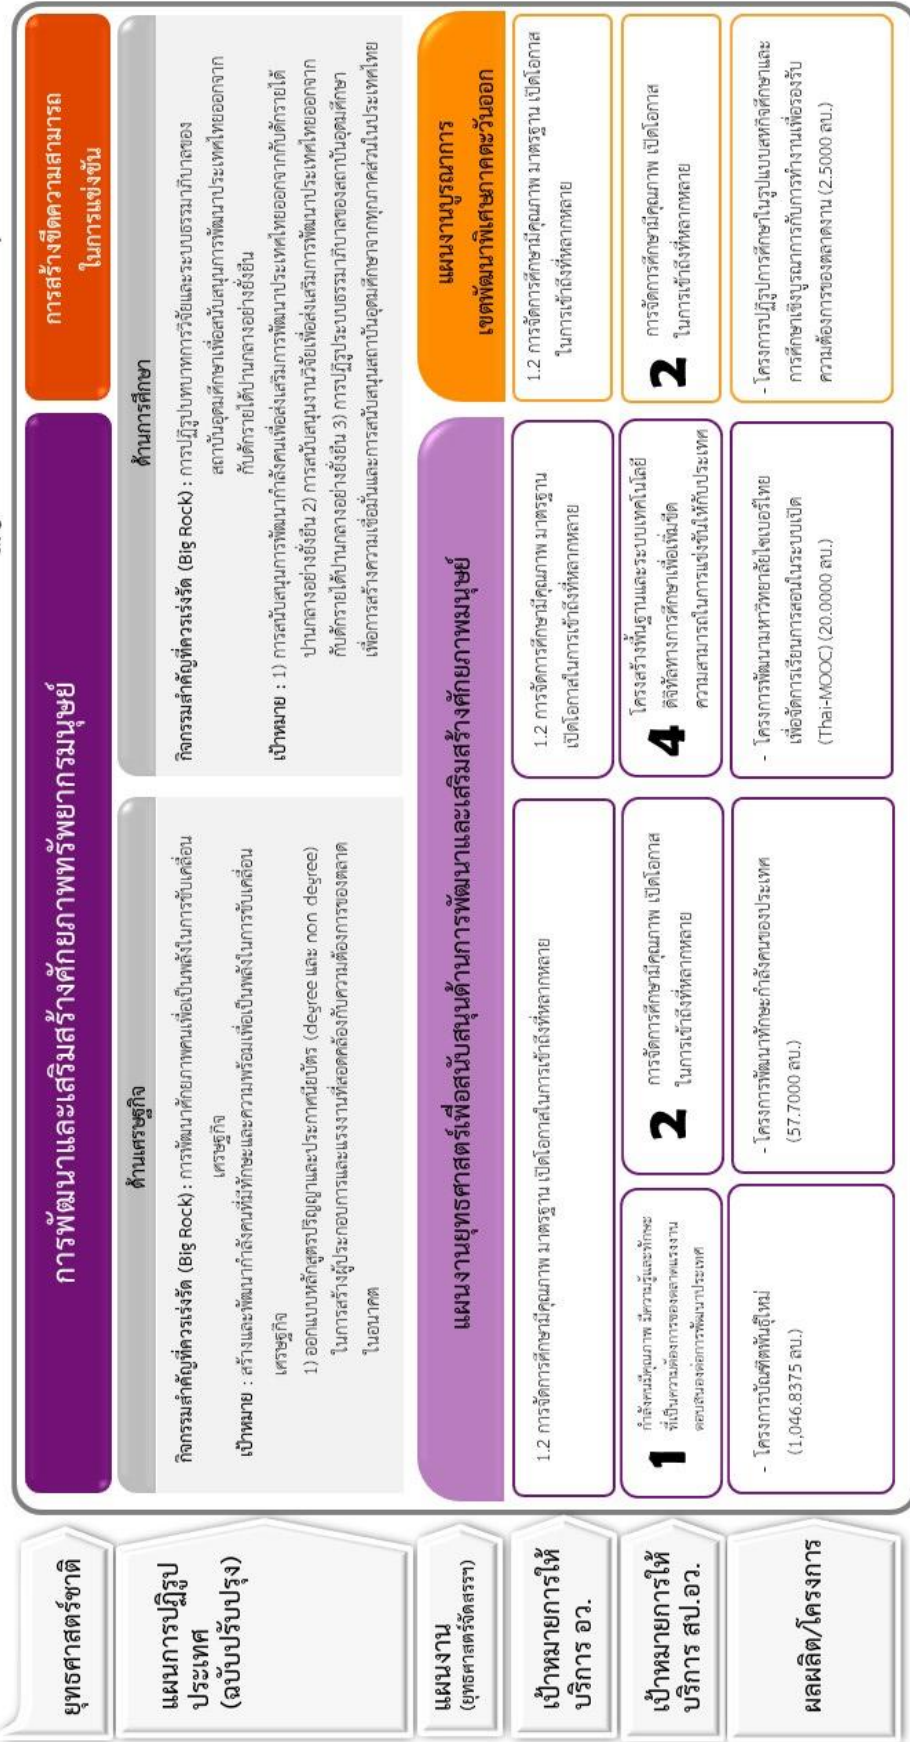 ยุทธศาสตร์ชาติ
การพัฒนาและเสริมสร้างศักยภาพทรัพยากรมนุษย์
การสร้างขีดความสามารถ
ในการแข่งขัน
แผนการปฏิรูป
ประเทศ
(ฉบับปรับปรุง)
ด้านเศรษฐกิจ
กิจกรรมสำคัญที่ควรเร่งรัด (Big Rock) : การพัฒนาศักยภาพคนเพื่อเป็นพลังในการขับเคลื่อน
เศรษฐกิจ
เป้าหมาย : สร้างและพัฒนากำลังคนที่มีทักษะและความพร้อมเพื่อเป็นพลังในการขับเคลื่อน
เศรษฐกิจ
1) ออกแบบหลักสูตรปริญญาและประกาศนียบัตร (degree และ non degree)
ในการสร้างผู้ประกอบการและแรงงานที่สอดคล้องกับความต้องการของตลาด
ในอนาคต
ด้านการศึกษา
กิจกรรมสำคัญที่ควรเร่งรัด (Big Rock) : การปฏิรูปบทบาทการวิจัยและระบบธรรมาภิบาลของ
สถาบันอุดมศึกษาเพื่อสนับสนุนการพัฒนาประเทศไทยออกจาก
กับดักรายได้ปานกลางอย่างยั่งยืน
เป้าหมาย : 1) การสนับสนุนการพัฒนากำลังคนเพื่อส่งเสริมการพัฒนาประเทศไทยออกจากกับดักรายได้
ปานกลางอย่างยั่งยืน 2) การสนับสนุนงานวิจัยเพื่อส่งเสริมการพัฒนาประเทศไทยออกจาก
กับดักรายได้ปานกลางอย่างยั่งยืน 3) การปฏิรูประบบธรรมาภิบาลของสถาบันอุดมศึกษา
เพื่อการสร้างความเชื่อมั่นและการสนับสนุนสถาบันอุดมศึกษาจากทุกภาคส่วนในประเทศไทย
แผนงาน
(ยุทธศาสตร์จัดสรรฯ)
แผนงานยุทธศาสตร์เพื่อสนับสนุนด้านการพัฒนาและเสริมสร้างศักยภาพมนุษย์
แผนงานบูรณาการ
เขตพัฒนาพิเศษภาคตะวันออก
เป้าหมายการให้
บริการ อว.
1.2 การจัดการศึกษามีคุณภาพ มาตรฐาน เปิดโอกาสในการเข้าถึงที่หลากหลาย
1.2 การจัดการศึกษามีคุณภาพ มาตรฐาน
เปิดโอกาสในการเข้าถึงที่หลากหลาย
1.2 การจัดการศึกษามีคุณภาพ มาตรฐาน เปิดโอกาส
ในการเข้าถึงที่หลากหลาย
เป้าหมายการให้
บริการ สป.อว.
1
กำลังคนมีคุณภาพ มีความรู้และทักษะ
ที่เป็นความต้องการของตลาดแรงงาน
ตอบสนองต่อการพัฒนาประเทศ
2
การจัดการศึกษามีคุณภาพ เปิดโอกาส
ในการเข้าถึงที่หลากหลาย
4
โครงสร้างพื้นฐานและระบบเทคโนโลยี
ดิจิทัลทางการศึกษาเพื่อเพิ่มขีด
ความสามารถในการแข่งขันให้กับประเทศ
2
การจัดการศึกษามีคุณภาพ เปิดโอกาส
ในการเข้าถึงที่หลากหลาย
ผลผลิต/โครงการ
- โครงการบัณฑิตพันธุ์ใหม่
(1,046.8375 ลบ.)
- โครงการพัฒนาทักษะกำลังคนของประเทศ
(57.7000 ลบ.)
- โครงการพัฒนามหาวิทยาลัยไซเบอร์ไทย
เพื่อจัดการเรียนการสอนในระบบเปิด
(Thai-MOOC) (20.0000 ลบ.)
- โครงการปฏิรูปการศึกษาในรูปแบบสหกิจศึกษาและ
การศึกษาเชิงบูรณาการกับการทำงานเพื่อรองรับ
ความต้องการของตลาดงาน (2.5000 ลบ.)